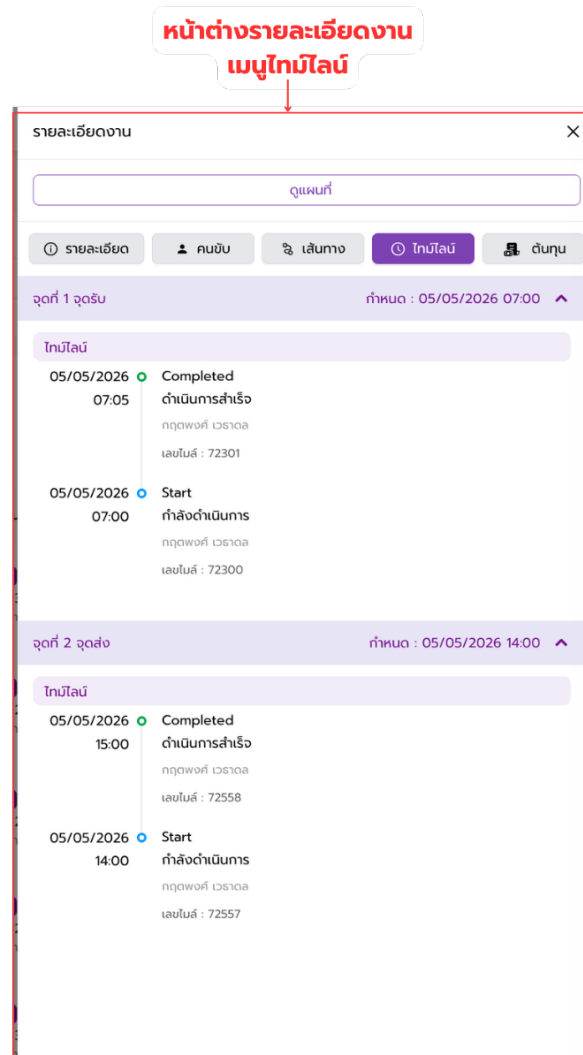 หน้าต่างรายละเอียดงาน
เมนูไทม์ไลน์
รายละเอียดงาน
ดูแผนที่
รายละเอียด คนขับ เส้นทาง ไทม์ไลน์ ต้นทุน
จุดที่ 1 จุดรับ กำหนด : 05/05/2026 07:00
ไทม์ไลน์
05/05/2026 Completed
07:05 ดำเนินการสำเร็จ
กฤตพงศ์ เวธาดล
เลขไมล์ : 72301
05/05/2026 Start
07:00 กำลังดำเนินการ
กฤตพงศ์ เวธาดล
เลขไมล์ : 72300
จุดที่ 2 จุดส่ง กำหนด : 05/05/2026 14:00
ไทม์ไลน์
05/05/2026 Completed
15:00 ดำเนินการสำเร็จ
กฤตพงศ์ เวธาดล
เลขไมล์ : 72558
05/05/2026 Start
14:00 กำลังดำเนินการ
กฤตพงศ์ เวธาดล
เลขไมล์ : 72557